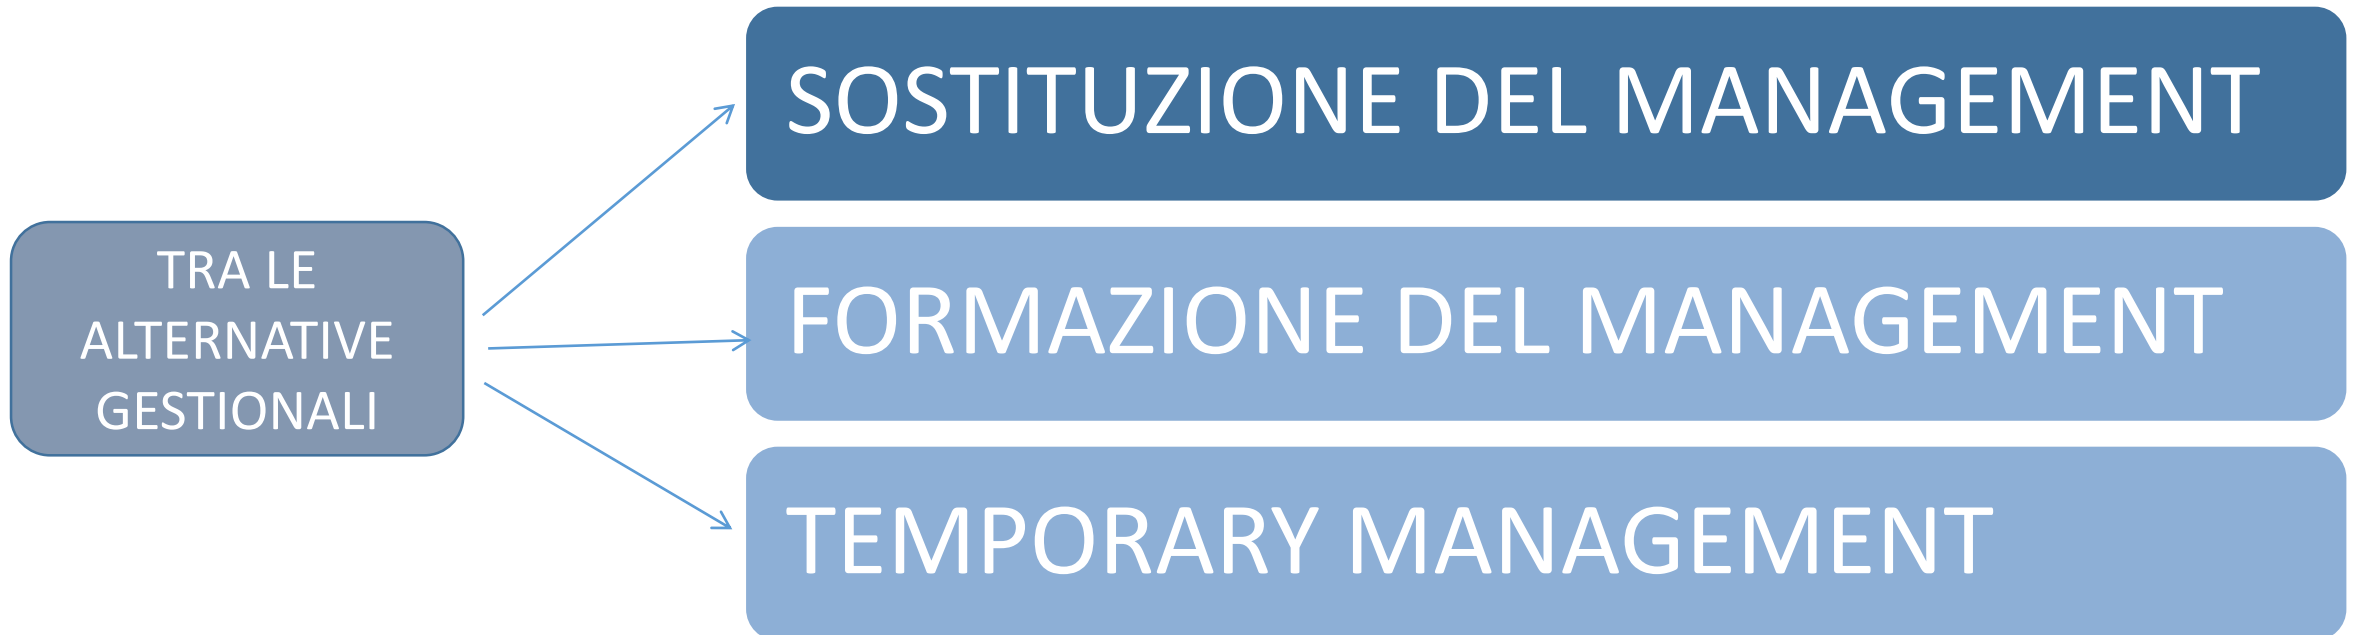 TRA LE
ALTERNATIVE
GESTIONALI
SOSTITUZIONE DEL MANAGEMENT
FORMAZIONE DEL MANAGEMENT
TEMPORARY MANAGEMENT